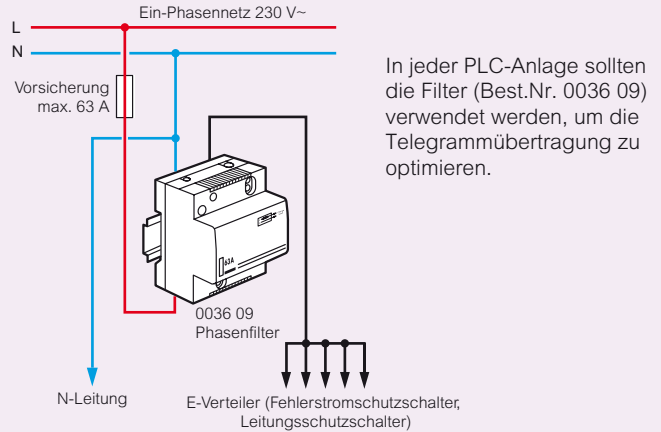 Ein-Phasennetz 230 V~
L
N
Vorsicherung
max. 63 A
In jeder PLC-Anlage sollten
die Filter (Best.Nr. 0036 09)
verwendet werden, um die
Telegrammübertragung zu
optimieren.
63A
0036 09
Phasenfilter
N-Leitung
E-Verteiler (Fehlerstromschutzschalter,
Leitungsschutzschalter)